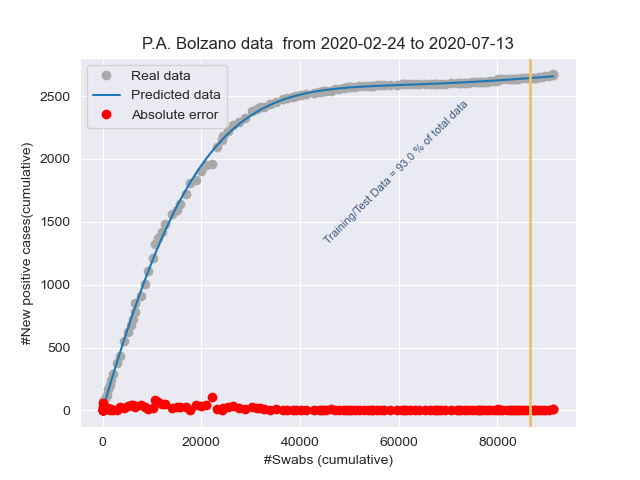 P.A. Bolzano data  from 2020-02-24 to 2020-07-13
Real data
Predicted data
Absolute error
Training/Test Data = 93.0 % of total data
#New positive cases(cumulative)
2500
2000
1500
1000
500
0
0
20000
40000
60000
80000
#Swabs (cumulative)